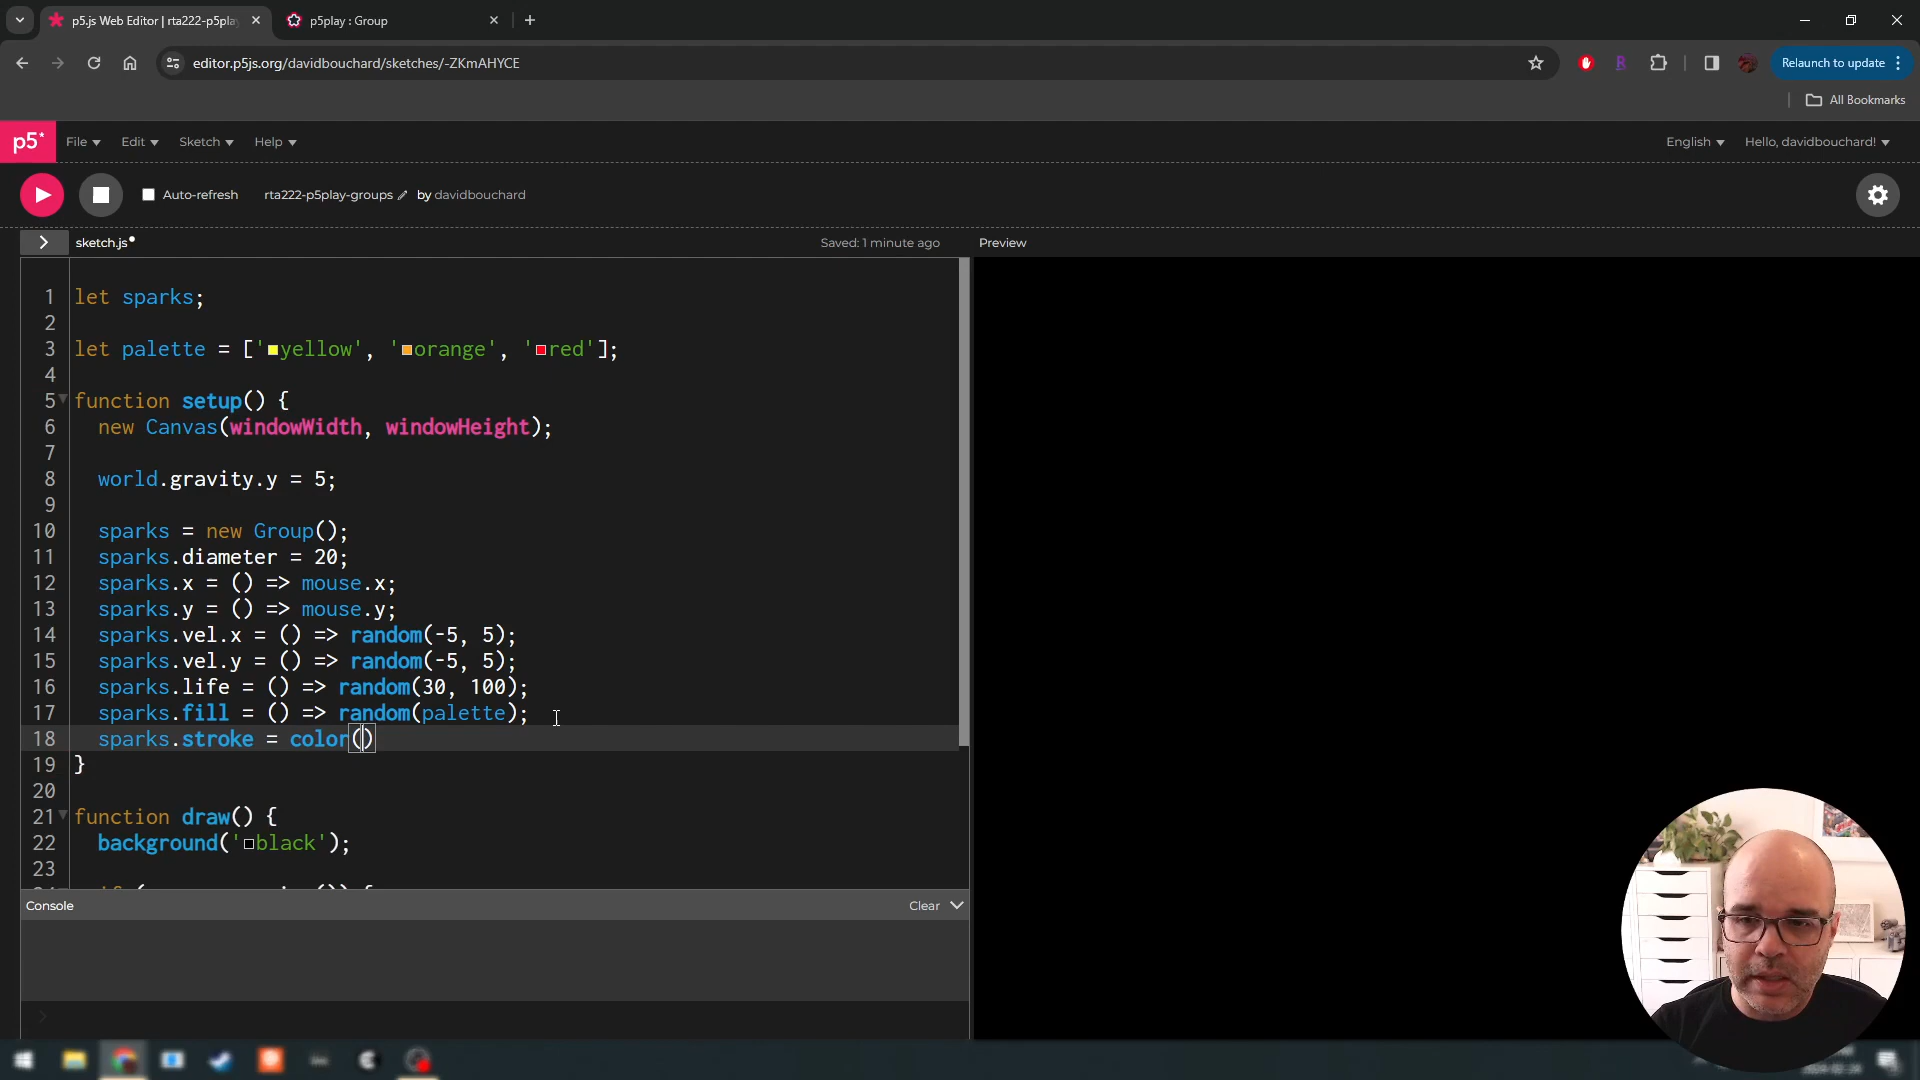 p5.js Web Editor | rta222-p5pla
p5play : Group
editor.p5js.org/davidbouchard/sketches/-ZKmAHYCE
Relaunch to update
All Bookmarks
p5*
File
Edit
Sketch
Help
English
Hello, davidbouchard!
Auto-refresh
rta222-p5play-groups
by davidbouchard
sketch.js
Saved: 1 minute ago
Preview
1 let sparks;
2
3 let palette = ['yellow', 'orange', 'red'];
4
5 function setup() {
6 new Canvas(windowWidth, windowHeight);
7
8 world.gravity.y = 5;
9
10 sparks = new Group();
11 sparks.diameter = 20;
12 sparks.x = () => mouse.x;
13 sparks.y = () => mouse.y;
14 sparks.vel.x = () => random(-5, 5);
15 sparks.vel.y = () => random(-5, 5);
16 sparks.life = () => random(30, 100);
17 sparks.fill = () => random(palette);
18 sparks.stroke = color()
19 }
20
21 function draw() {
22 background('black');
23
Console
Clear